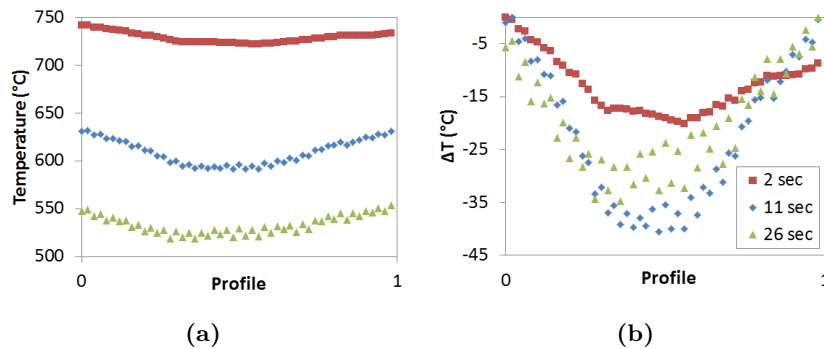 750
700
650
600
550
500
Temperature (°C)
0
Profile
1
(a)
-5
-15
-25
-35
-45
ΔT (°C)
2 sec
11 sec
26 sec
0
Profile
1
(b)